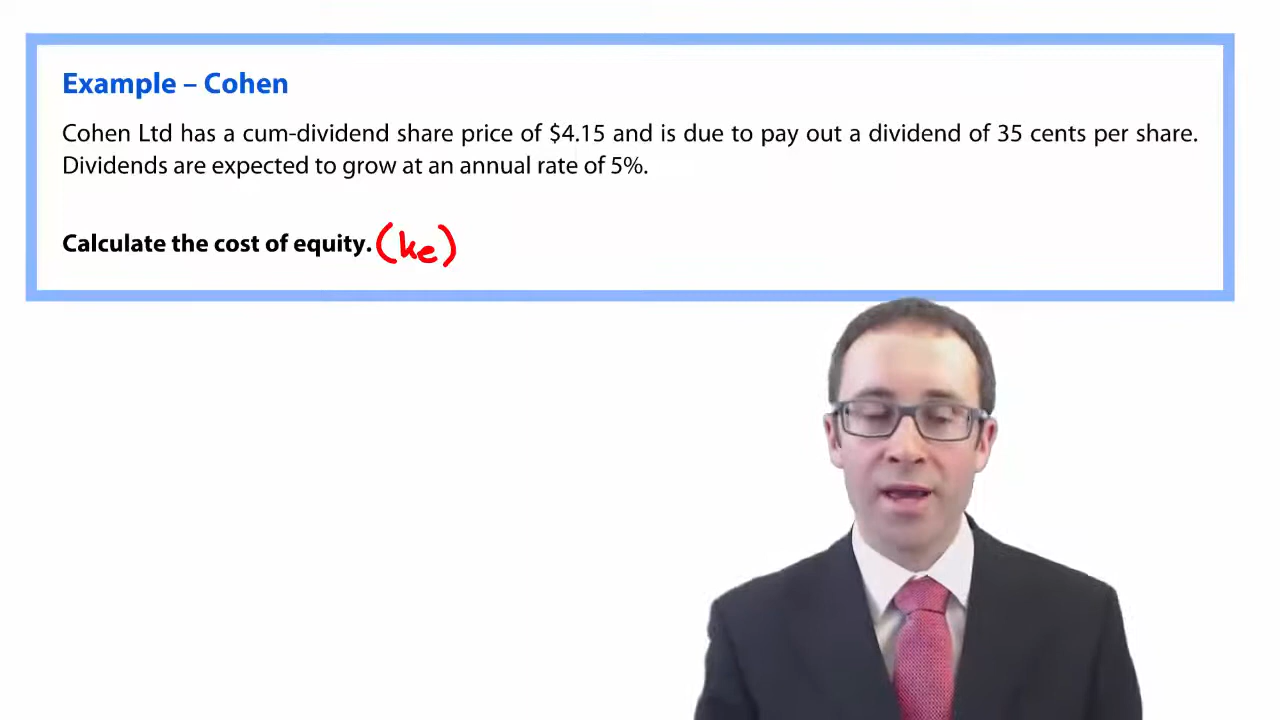 Example – Cohen
Cohen Ltd has a cum-dividend share price of $4.15 and is due to pay out a dividend of 35 cents per share.
Dividends are expected to grow at an annual rate of 5%.
Calculate the cost of equity. (ke)